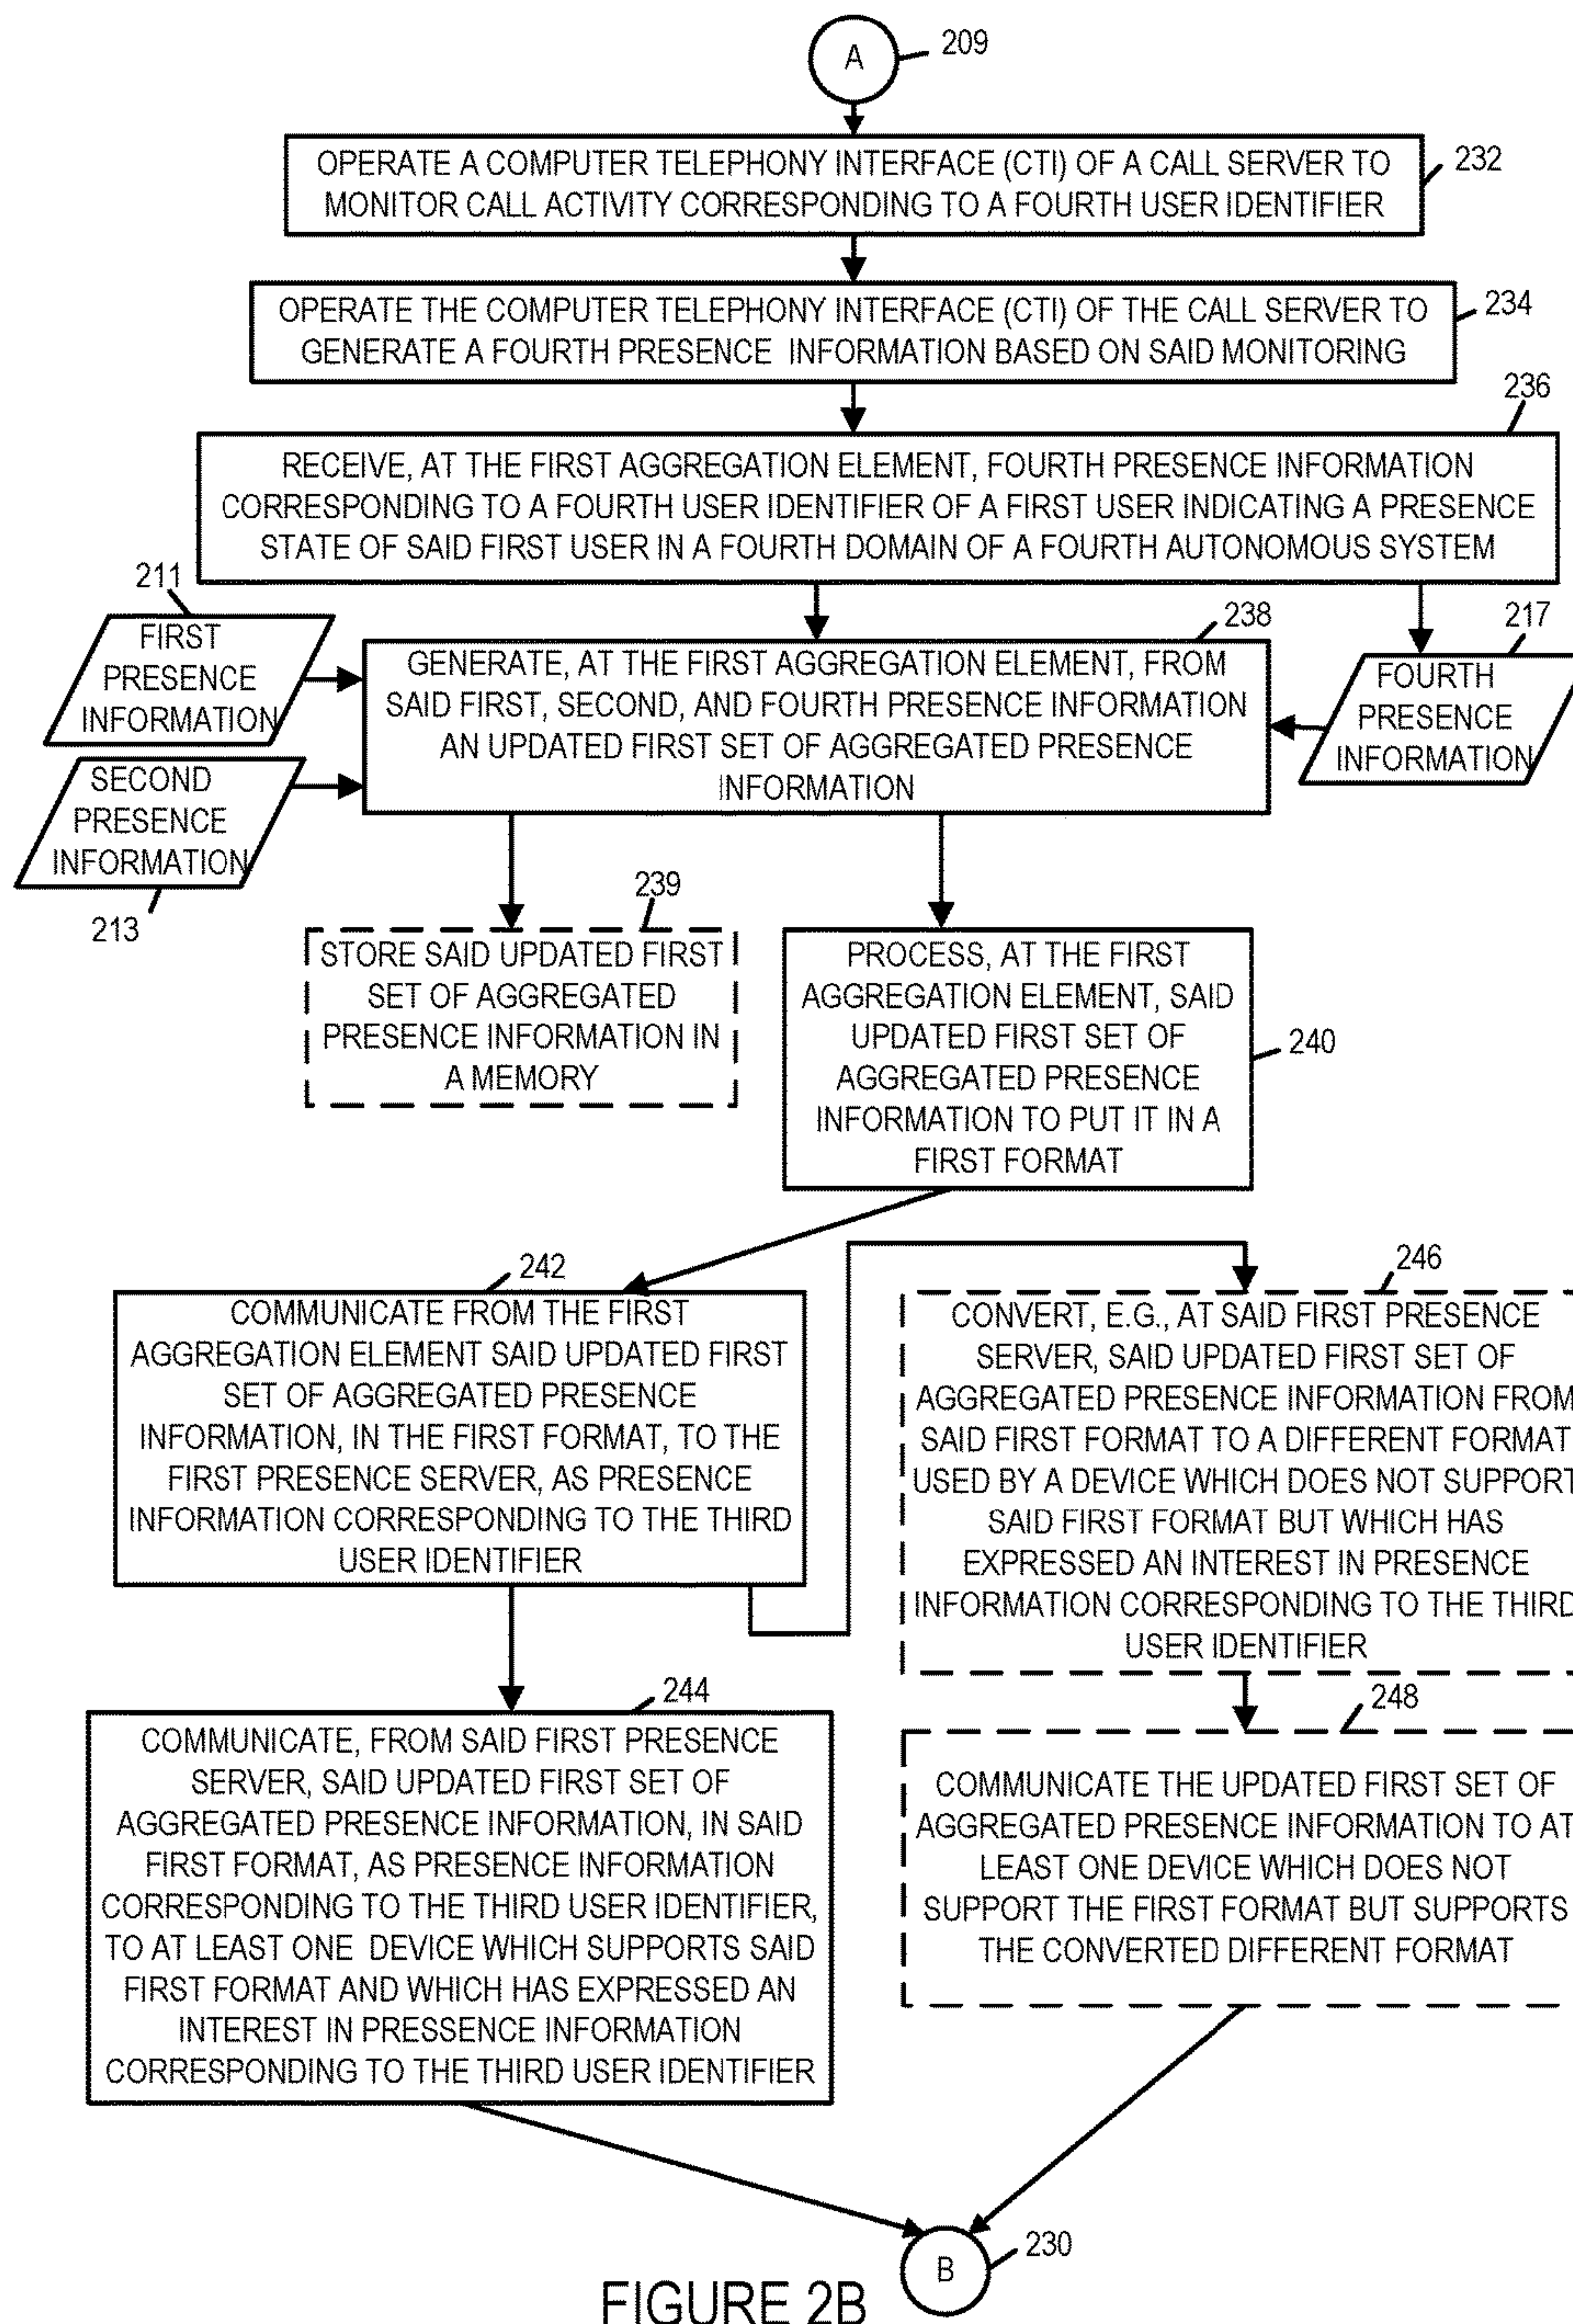 A
209
OPERATE A COMPUTER TELEPHONY INTERFACE (CTI) OF A CALL SERVER TO
MONITOR CALL ACTIVITY CORRESPONDING TO A FOURTH USER IDENTIFIER
232
OPERATE THE COMPUTER TELEPHONY INTERFACE (CTI) OF THE CALL SERVER TO
GENERATE A FOURTH PRESENCE INFORMATION BASED ON SAID MONITORING
234
236
RECEIVE, AT THE FIRST AGGREGATION ELEMENT, FOURTH PRESENCE INFORMATION
CORRESPONDING TO A FOURTH USER IDENTIFIER OF A FIRST USER INDICATING A PRESENCE
STATE OF SAID FIRST USER IN A FOURTH DOMAIN OF A FOURTH AUTONOMOUS SYSTEM
211
FIRST
PRESENCE
INFORMATION
238
GENERATE, AT THE FIRST AGGREGATION ELEMENT, FROM
SAID FIRST, SECOND, AND FOURTH PRESENCE INFORMATION
AN UPDATED FIRST SET OF AGGREGATED PRESENCE
INFORMATION
217
FOURTH
PRESENCE
INFORMATION
SECOND
PRESENCE
INFORMATION
213
239
STORE SAID UPDATED FIRST
SET OF AGGREGATED
PRESENCE INFORMATION IN
A MEMORY
PROCESS, AT THE FIRST
AGGREGATION ELEMENT, SAID
UPDATED FIRST SET OF
AGGREGATED PRESENCE
INFORMATION TO PUT IT IN A
FIRST FORMAT
240
242
COMMUNICATE FROM THE FIRST
AGGREGATION ELEMENT SAID UPDATED FIRST
SET OF AGGREGATED PRESENCE
INFORMATION, IN THE FIRST FORMAT, TO THE
FIRST PRESENCE SERVER, AS PRESENCE
INFORMATION CORRESPONDING TO THE THIRD
USER IDENTIFIER
246
CONVERT, E.G., AT SAID FIRST PRESENCE
SERVER, SAID UPDATED FIRST SET OF
AGGREGATED PRESENCE INFORMATION FROM
SAID FIRST FORMAT TO A DIFFERENT FORMAT
USED BY A DEVICE WHICH DOES NOT SUPPORT
SAID FIRST FORMAT BUT WHICH HAS
EXPRESSED AN INTEREST IN PRESENCE
INFORMATION CORRESPONDING TO THE THIRD
USER IDENTIFIER
244
COMMUNICATE, FROM SAID FIRST PRESENCE
SERVER, SAID UPDATED FIRST SET OF
AGGREGATED PRESENCE INFORMATION, IN SAID
FIRST FORMAT, AS PRESENCE INFORMATION
CORRESPONDING TO THE THIRD USER IDENTIFIER,
TO AT LEAST ONE DEVICE WHICH SUPPORTS SAID
FIRST FORMAT AND WHICH HAS EXPRESSED AN
INTEREST IN PRESSENCE INFORMATION
CORRESPONDING TO THE THIRD USER IDENTIFIER
248
COMMUNICATE THE UPDATED FIRST SET OF
AGGREGATED PRESENCE INFORMATION TO AT
LEAST ONE DEVICE WHICH DOES NOT
SUPPORT THE FIRST FORMAT BUT SUPPORTS
THE CONVERTED DIFFERENT FORMAT
B
230
FIGURE 2B